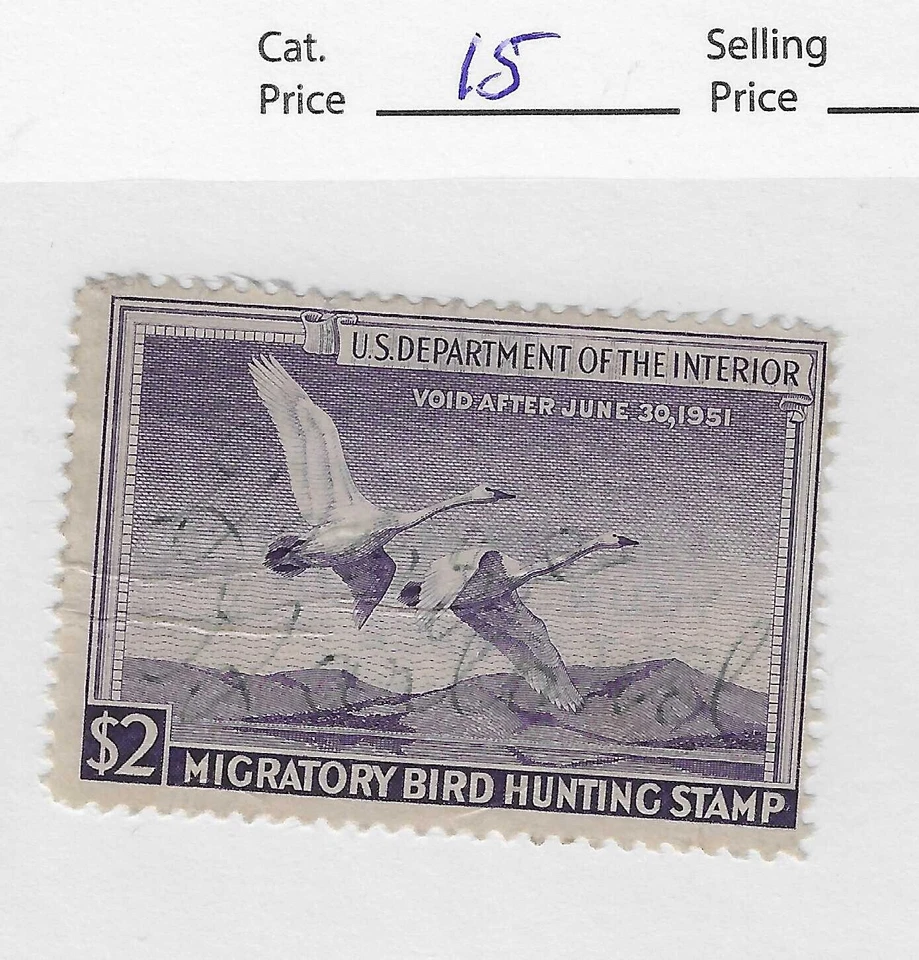 Cat. Price 15
Selling Price
U.S. DEPARTMENT OF THE INTERIOR
VOID AFTER JUNE 30, 1951
$2
MIGRATORY BIRD HUNTING STAMP